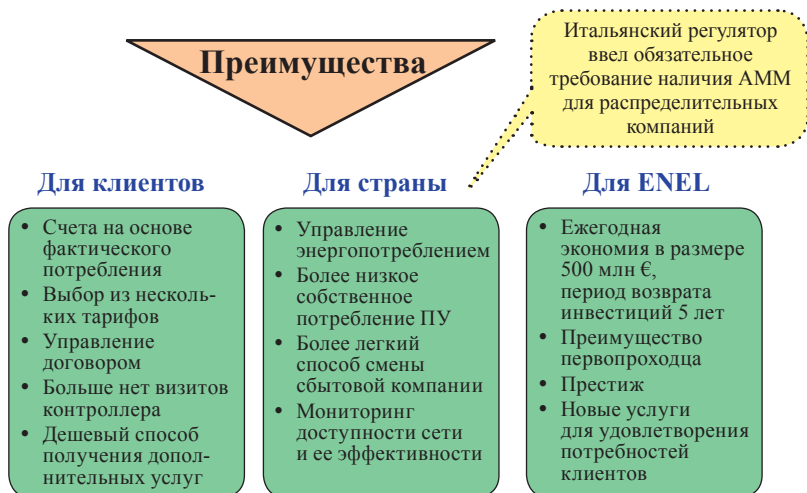 Преимущества
Итальянский регулятор
ввел обязательное
требование наличия АММ
для распределительных
компаний
Для клиентов
• Счета на основе
фактического
потребления
• Выбор из несколь-
ких тарифов
• Управление
договором
• Больше нет визитов
контроллера
• Дешевый способ
получения допол-
нительных услуг
Для страны
• Управление
энергопотреблением
• Более низкое
собственное
потребление ПУ
• Более легкий
способ смены
сбытовой компании
• Мониторинг
доступности сети
и ее эффективности
Для ENEL
• Ежегодная
экономия в размере
500 млн €,
период возврата
инвестиций 5 лет
• Преимущество
первопроходца
• Престиж
• Новые услуги
для удовлетворения
потребностей
клиентов